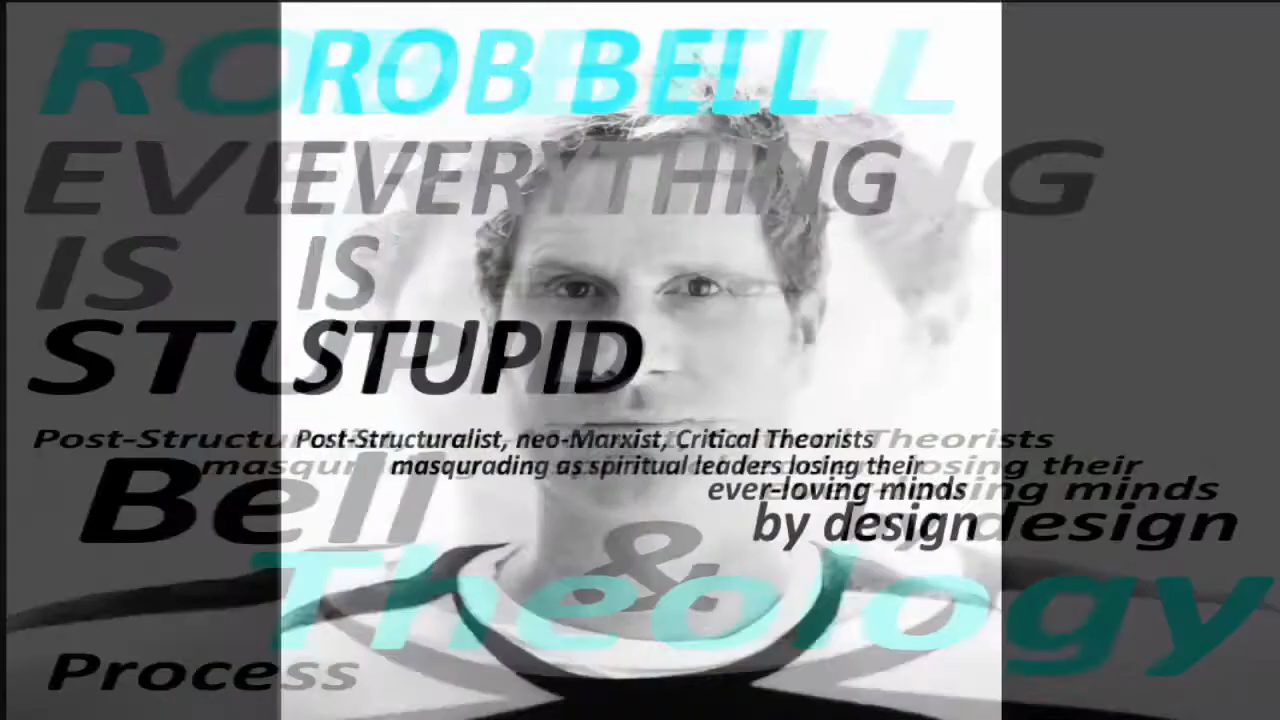 ROB BELL
EVERYTHING
IS
STUPID
Post-Structuralist, neo-Marxist, Critical Theorists
masqurading as spiritual leaders losing their
ever-loving minds
by design
Bell
&
Theology
Process